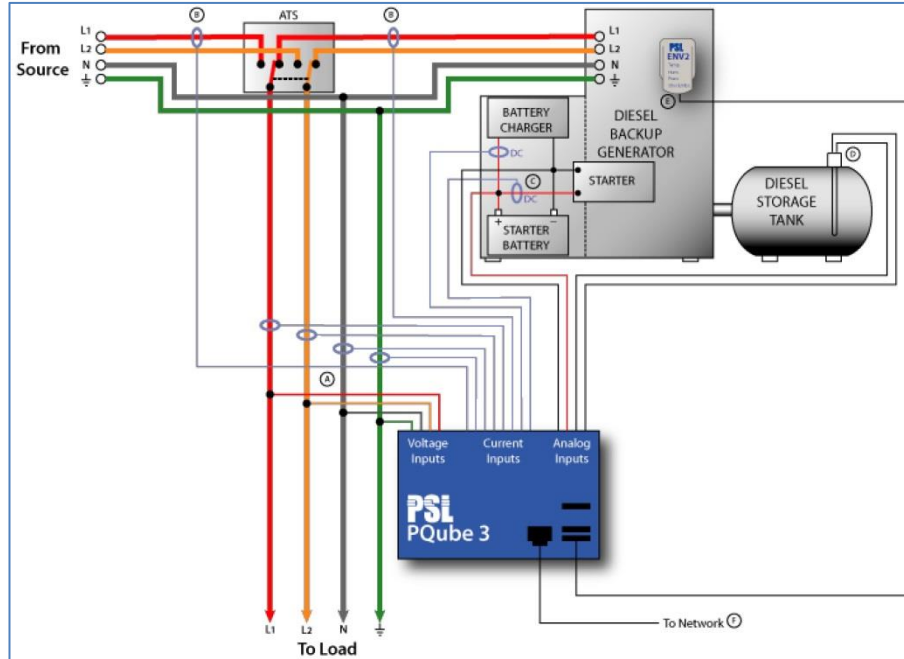 B
ATS
B
L1
L2
N
From
Source
L1
L2
N
PSL
ENV2
E
BATTERY
CHARGER
DIESEL
BACKUP
GENERATOR
DC
C
DC
STARTER
D
DIESEL
STORAGE
TANK
+
–
STARTER
BATTERY
A
Voltage
Inputs
Current
Inputs
Analog
Inputs
PSL
PQube 3
To Network F
L1
L2
N
To Load